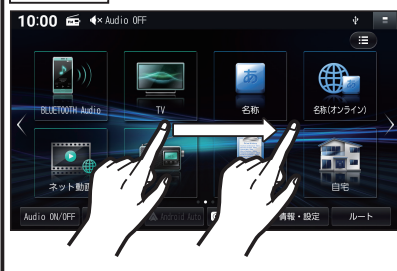 10:00 Audio OFF
BLUETOOTH Audio
TV
名称
名称(オンライン)
あ
ネット動画
自宅
Audio ON/OFF
Android Auto
情報・設定
ルート